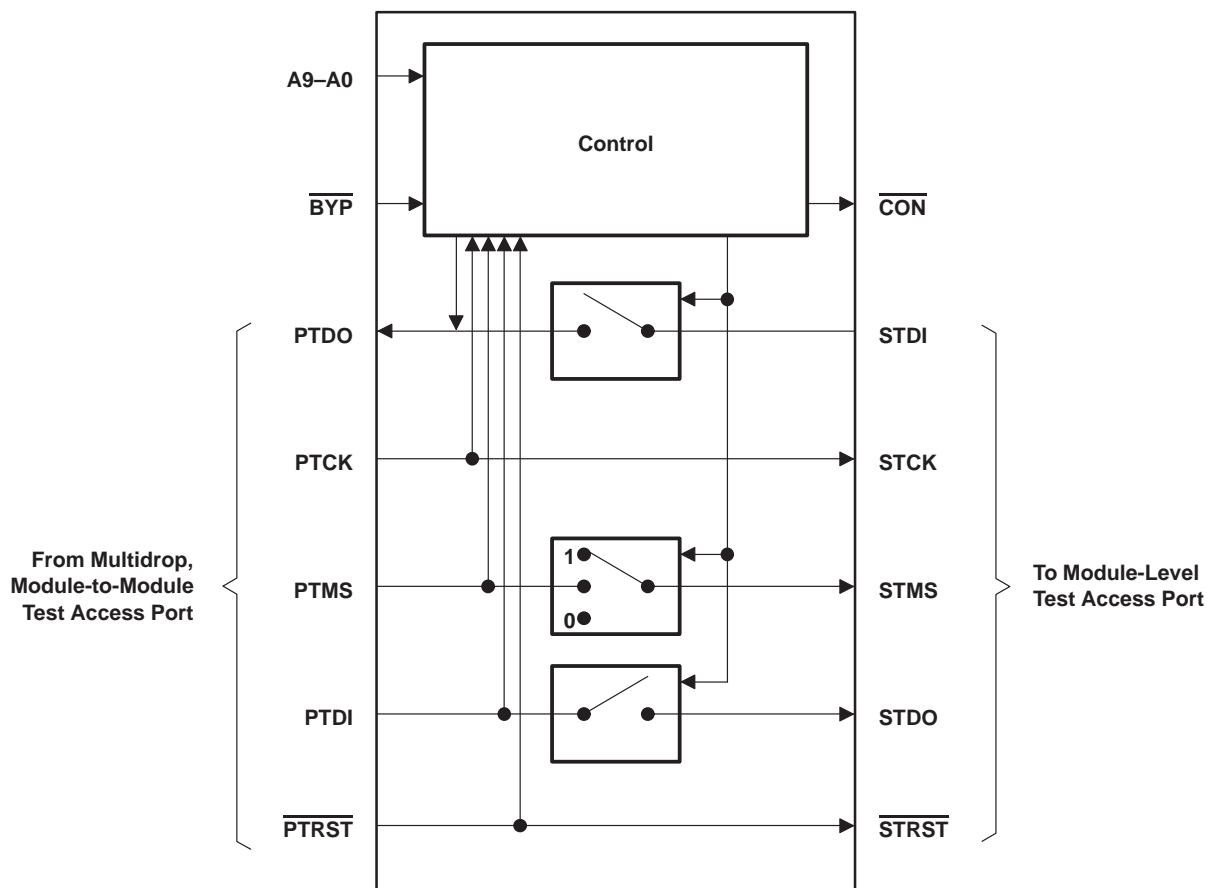 A9–A0
Control
BYP
CON
PTDO
STDI
PTCK
STCK
From Multidrop,
Module-to-Module
Test Access Port
1
PTMS
0
STMS
To Module-Level
Test Access Port
PTDI
STDO
PTRST
STRST